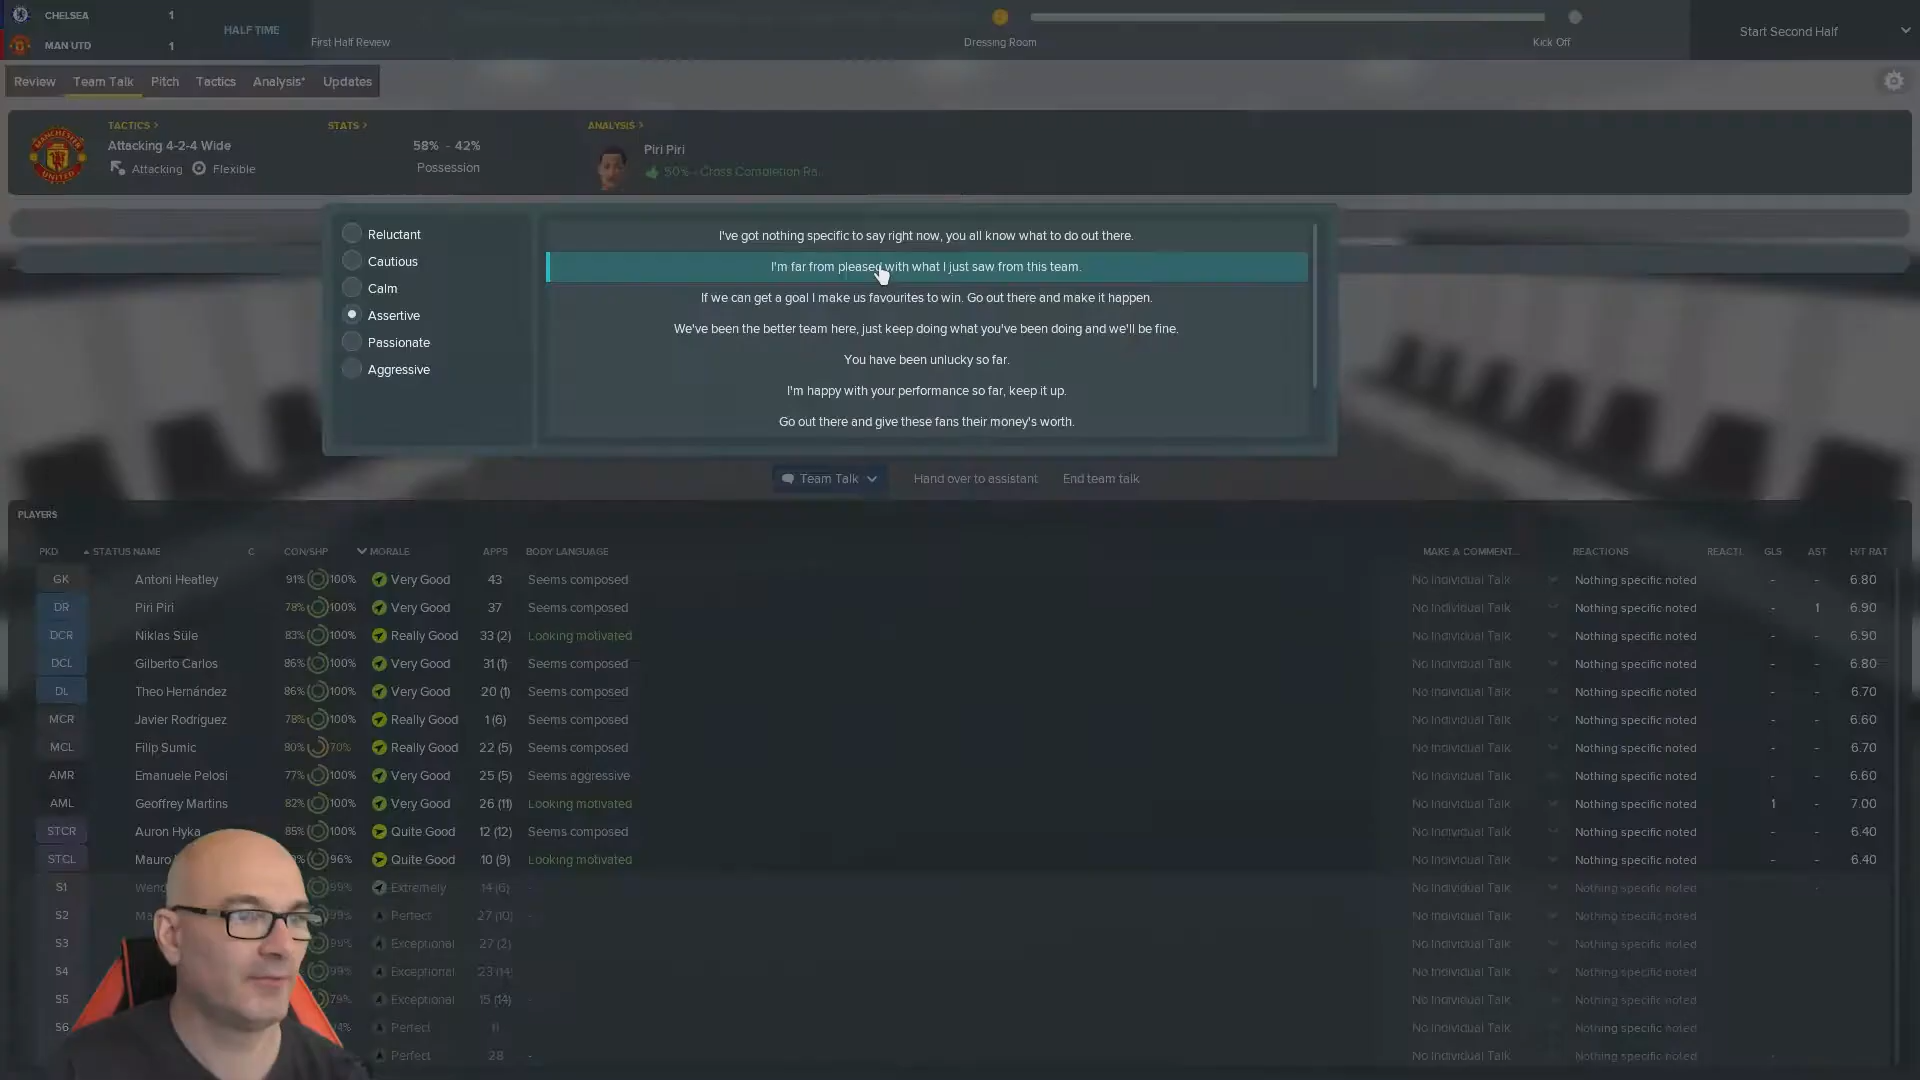 CHELSEA 1
MAN UTD 1
HALF TIME
First Half Review
Dressing Room
Kick Off
Start Second Half
Review Team Talk Pitch Tactics Analysis* Updates
TACTICS >
Attacking 4-2-4 Wide
Attacking Flexible
STATS >
58% - 42%
Possession
ANALYSIS >
Piri Piri
50% - Cross Completion Ra...
Reluctant
Cautious
Calm
Assertive
Passionate
Aggressive
I've got nothing specific to say right now, you all know what to do out there.
I'm far from pleased with what I just saw from this team.
If we can get a goal I make us favourites to win. Go out there and make it happen.
We've been the better team here, just keep doing what you've been doing and we'll be fine.
You have been unlucky so far.
I'm happy with your performance so far, keep it up.
Go out there and give these fans their money's worth.
Team Talk Hand over to assistant End team talk
PLAYERS
PKD STATUS NAME C CON/SHP MORALE APPS BODY LANGUAGE MAKE A COMMENT... REACTIONS REACTI. GLS AST HIT RAT
GK Antoni Heatley 91% 100% Very Good 43 Seems composed No Individual Talk Nothing specific noted - - 6.80
DR Piri Piri 78% 100% Very Good 37 Seems composed No Individual Talk Nothing specific noted - 1 6.90
DCR Niklas Süle 83% 100% Really Good 33 (2) Looking motivated No Individual Talk Nothing specific noted - - 6.90
DCL Gilberto Carlos 86% 100% Very Good 31 (1) Seems composed No Individual Talk Nothing specific noted - - 6.80
DL Theo Hernández 86% 100% Very Good 20 (1) Seems composed No Individual Talk Nothing specific noted - - 6.70
MCR Javier Rodríguez 78% 100% Really Good 1 (6) Seems composed No Individual Talk Nothing specific noted - - 6.60
MCL Filip Sumic 80% 70% Really Good 22 (5) Seems composed No Individual Talk Nothing specific noted - - 6.70
AMR Emanuele Pelosi 77% 100% Very Good 25 (5) Seems aggressive No Individual Talk Nothing specific noted - - 6.60
AML Geoffrey Martins 82% 100% Very Good 26 (11) Looking motivated No Individual Talk Nothing specific noted 1 - 7.00
STCR Auron Hyka 85% 100% Quite Good 12 (12) Seems composed No Individual Talk Nothing specific noted - - 6.40
STCL Mauro 96% Quite Good 10 (9) Looking motivated No Individual Talk Nothing specific noted - - 6.40
S1 Wend 99% Extremely 14 (6) - No Individual Talk Nothing specific noted
S2 Ma 99% Perfect 27 (10) - No Individual Talk Nothing specific noted
S3 Exceptional 27 (2) No Individual Talk Nothing specific noted
S4 99% Exceptional 23 (14) No Individual Talk Nothing specific noted
S5 79% Exceptional 15 (14) - No Individual Talk Nothing specific noted
S6 Perfect 11 No Individual Talk Nothing specific noted
Perfect 28 - No Individual Talk Nothing specific noted